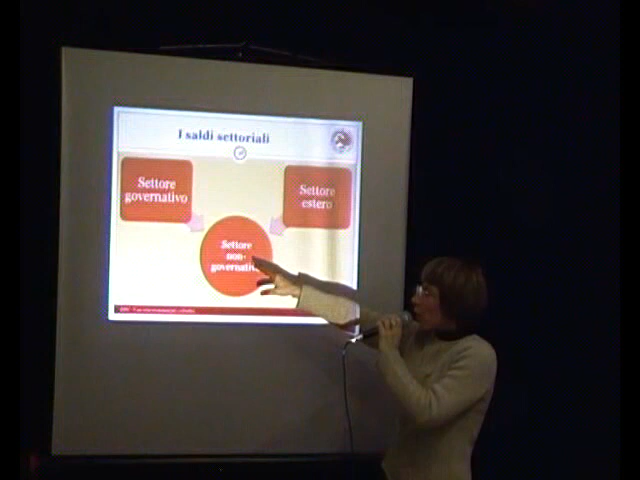 I saldi settoriali
Settore
governativo
Settore
estero
Settore
non-
governativo